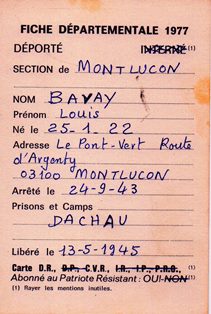 FICHE DÉPARTEMENTALE 1977
DÉPORTÉ INTERNÉ (1)
SECTION de MONTLUCON
NOM BAVAY
Prénom Louis
Né le 25-1. 22
Adresse Le Pont-Vert Route
d'Argenty
03100 MONTLUCON
Arrêté le 24-9-43
Prisons et Camps
DACHAU
Libéré le 13-5-1945
Carte D.R., D.P., C.V.R., I.R., I.P., P.R.O., (1)
Abonné au Patriote Résistant : OUI-NON (1)
(1) Rayer les mentions inutiles.